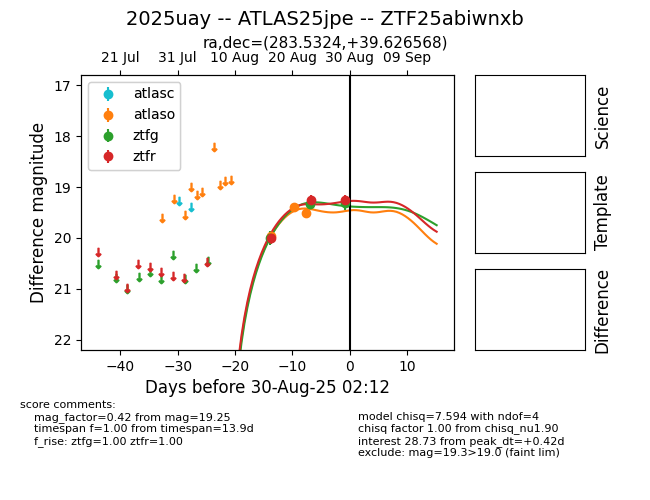 2025uay -- ATLAS25jpe -- ZTF25abiwnxb
ra,dec=(283.5324,+39.626568)
21 Jul 31 Jul 10 Aug 20 Aug 30 Aug 09 Sep
atlasc
atlaso
ztfg
ztfr
17
18
19
20
21
22
Difference magnitude
−40 −30 −20 −10 0 10
Days before 30-Aug-25 02:12
Science
Template
Difference
score comments:
mag_factor=0.42 from mag=19.25
timespan f=1.00 from timespan=13.9d
f_rise: ztfg=1.00 ztfr=1.00
model chisq=7.594 with ndof=4
chisq factor 1.00 from chisq_nu1.90
interest 28.73 from peak_dt=+0.42d
exclude: mag=19.3>19.0 (faint lim)